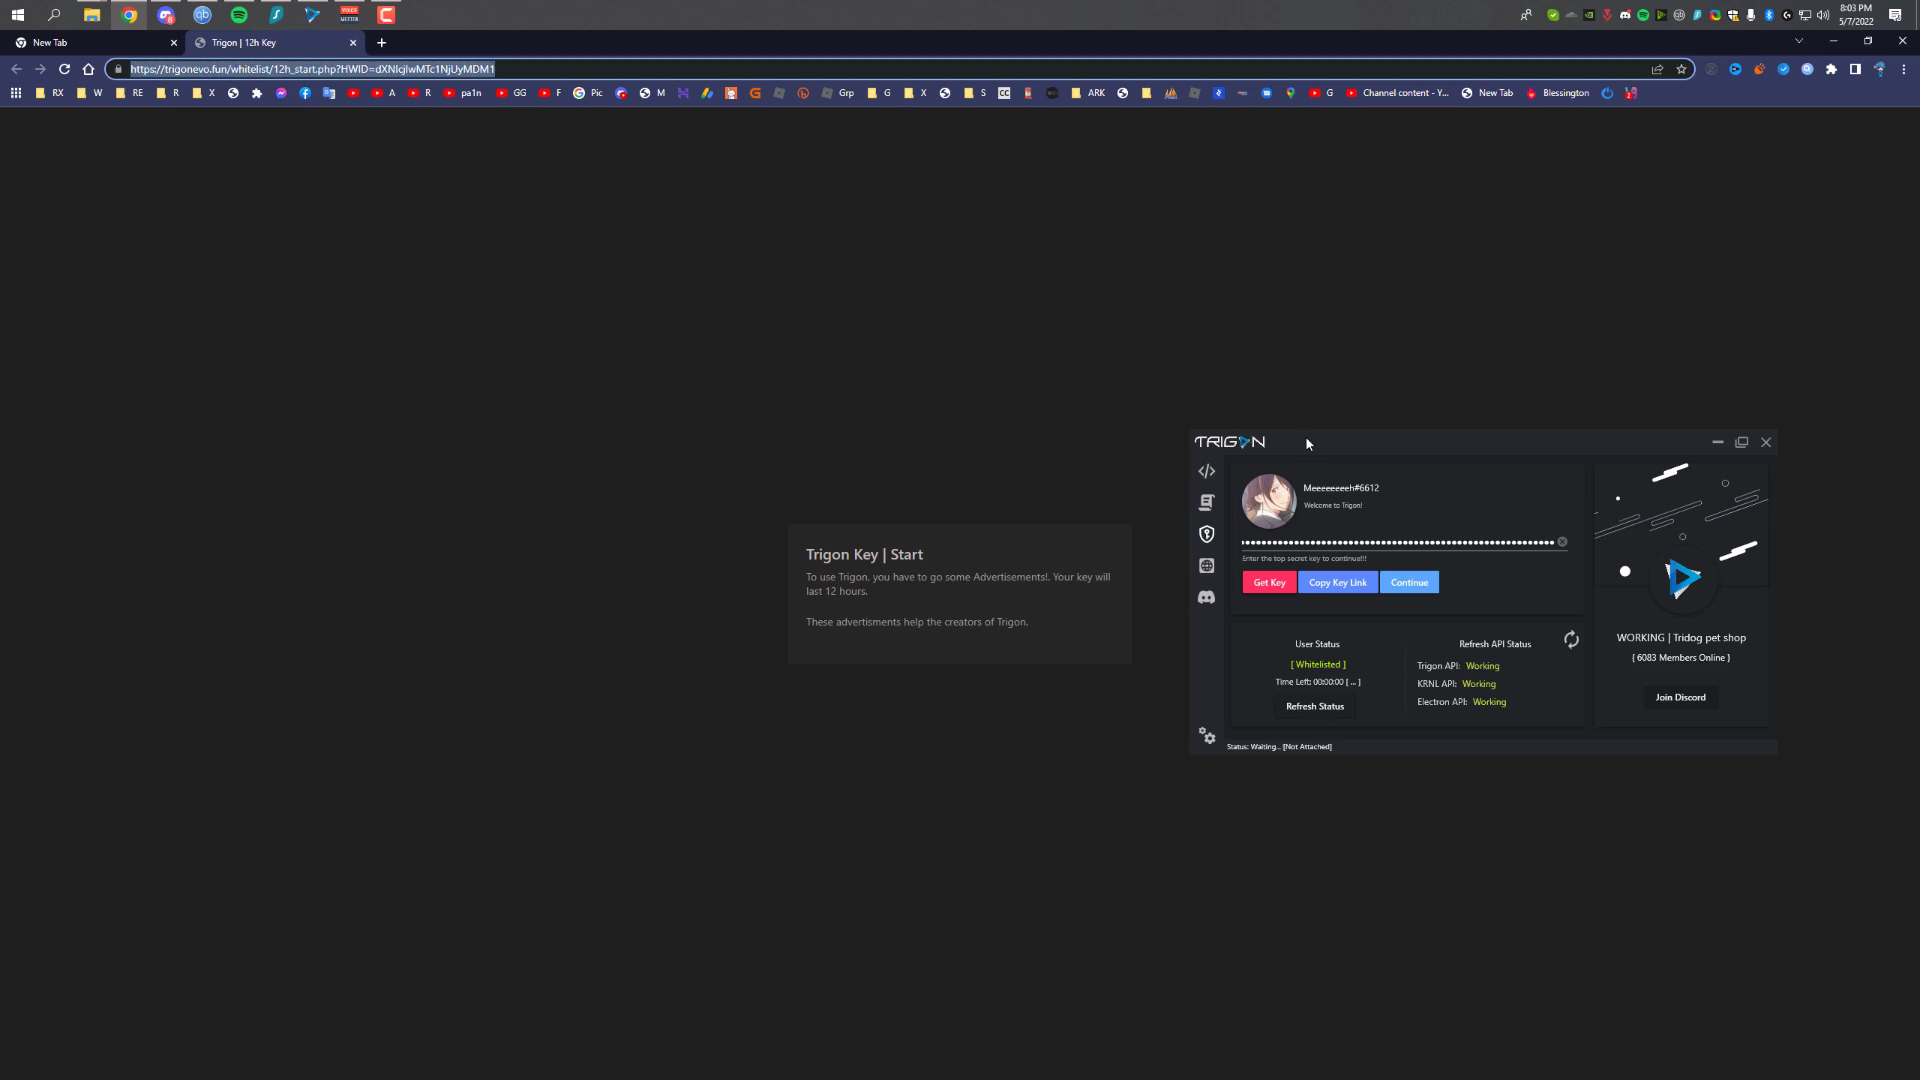 8:03 PM
5/7/2022
New Tab
Trigon | 12h Key
https://trigonevo.fun/whitelist/12h_start.php?HWID=dXNlcjIwMTc1NjUyMDM1
RX W RE R X M A R pa1n GG F Pic Grp G X S ARK G Channel content - Y... New Tab Blessington
TRIGON
Meeeeeeeeh#6612
Welcome to Trigon!
Enter the top secret key to continue!!!
Get Key Copy Key Link Continue
Trigon Key | Start
To use Trigon, you have to go some Advertisements!. Your key will
last 12 hours.
These advertisments help the creators of Trigon.
User Status
[ Whitelisted ]
Time Left: 00:00:00 [ ... ]
Refresh Status
Refresh API Status
Trigon API: Working
KRNL API: Working
Electron API: Working
WORKING | Tridog pet shop
{ 6083 Members Online }
Join Discord
Status: Waiting... [Not Attached]